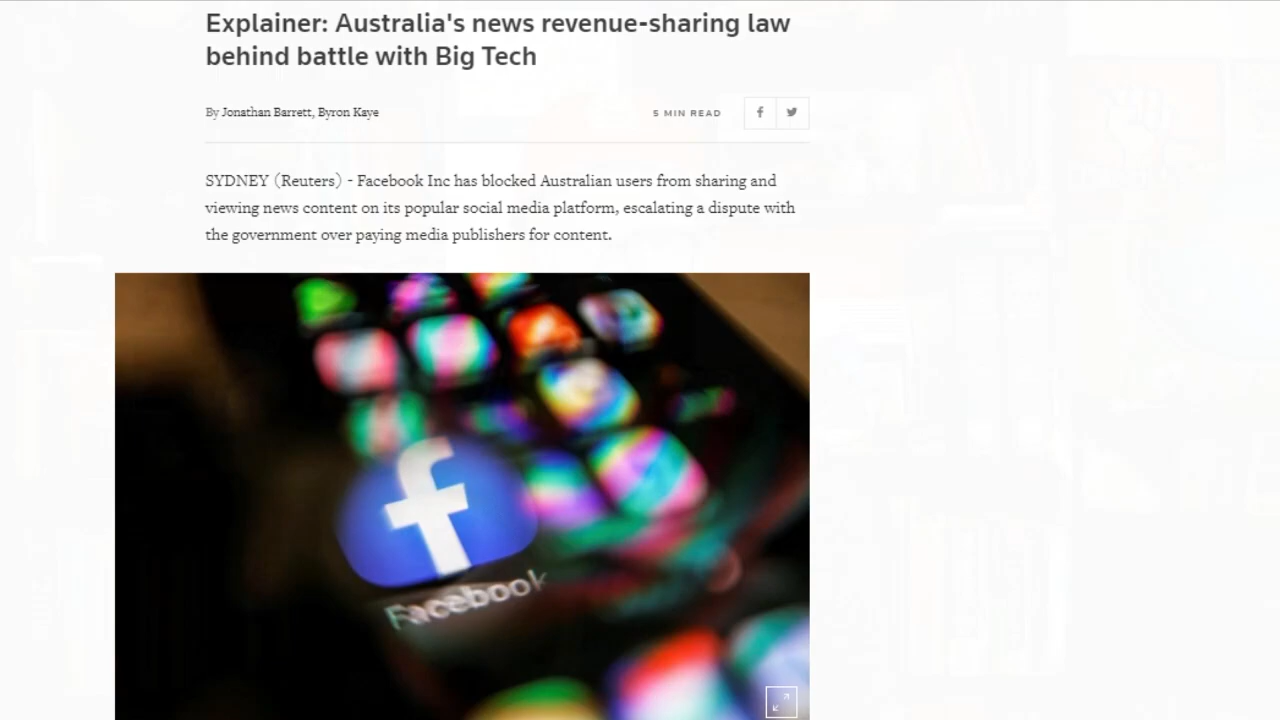 Explainer: Australia's news revenue-sharing law
behind battle with Big Tech
By Jonathan Barrett, Byron Kaye
5 MIN READ
SYDNEY (Reuters) - Facebook Inc has blocked Australian users from sharing and
viewing news content on its popular social media platform, escalating a dispute with
the government over paying media publishers for content.
Facebook